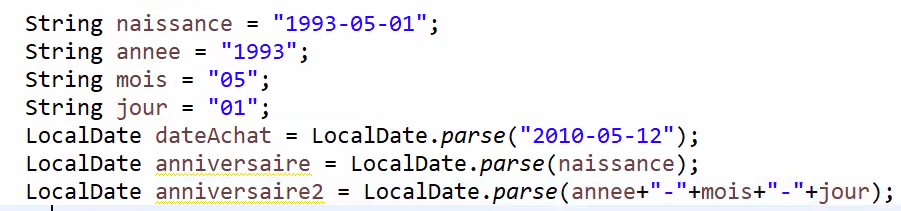 String naissance = "1993-05-01";
String annee = "1993";
String mois = "05";
String jour = "01";
LocalDate dateAchat = LocalDate.parse("2010-05-12");
LocalDate anniversaire = LocalDate.parse(naissance);
LocalDate anniversaire2 = LocalDate.parse(annee+"-"+mois+"-"+jour);